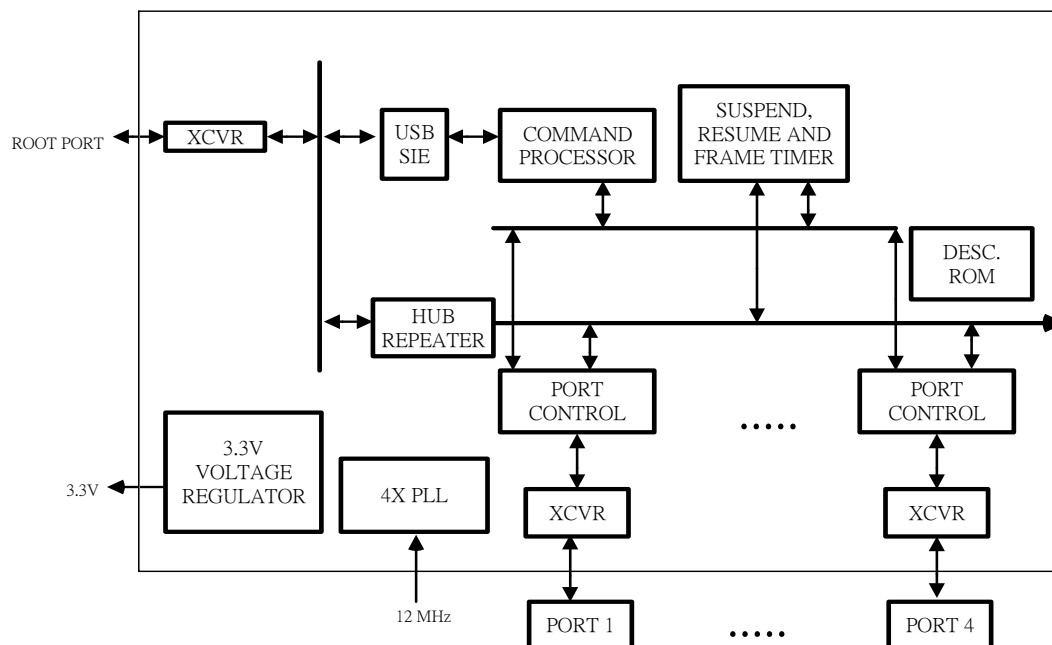 ROOT PORT
XCVR
USB
SIE
COMMAND
PROCESSOR
SUSPEND,
RESUME AND
FRAME TIMER
DESC.
ROM
HUB
REPEATER
PORT
CONTROL
.....
PORT
CONTROL
3.3V
3.3V
VOLTAGE
REGULATOR
4X PLL
XCVR
XCVR
12 MHz
PORT 1
.....
PORT 4